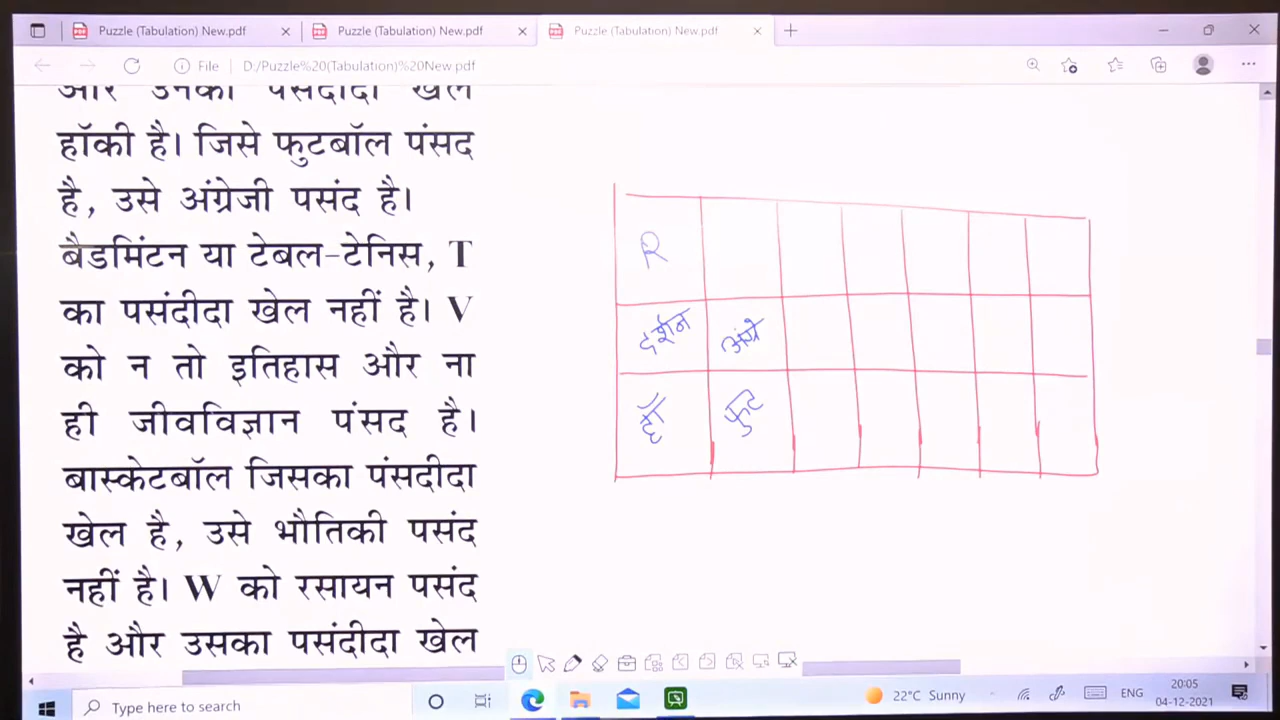 Puzzle (Tabulation) New.pdf
Puzzle (Tabulation) New.pdf
Puzzle (Tabulation) New.pdf
File
D:/Puzzle%20(Tabulation)%20New.pdf
और उनका पसंदीदा खेल
हॉकी है। जिसे फुटबॉल पंसद
है, उसे अंग्रेजी पसंद है।
बैडमिंटन या टेबल-टेनिस, T
का पसंदीदा खेल नहीं है। V
को न तो इतिहास और ना
ही जीवविज्ञान पंसद है।
बास्केटबॉल जिसका पंसदीदा
खेल है, उसे भौतिकी पसंद
नहीं है। W को रसायन पसंद
है और उसका पसंदीदा खेल
R
दर्शन अंग्रे
हॉ फुट
Type here to search
22°C Sunny
ENG
20:05
04-12-2021